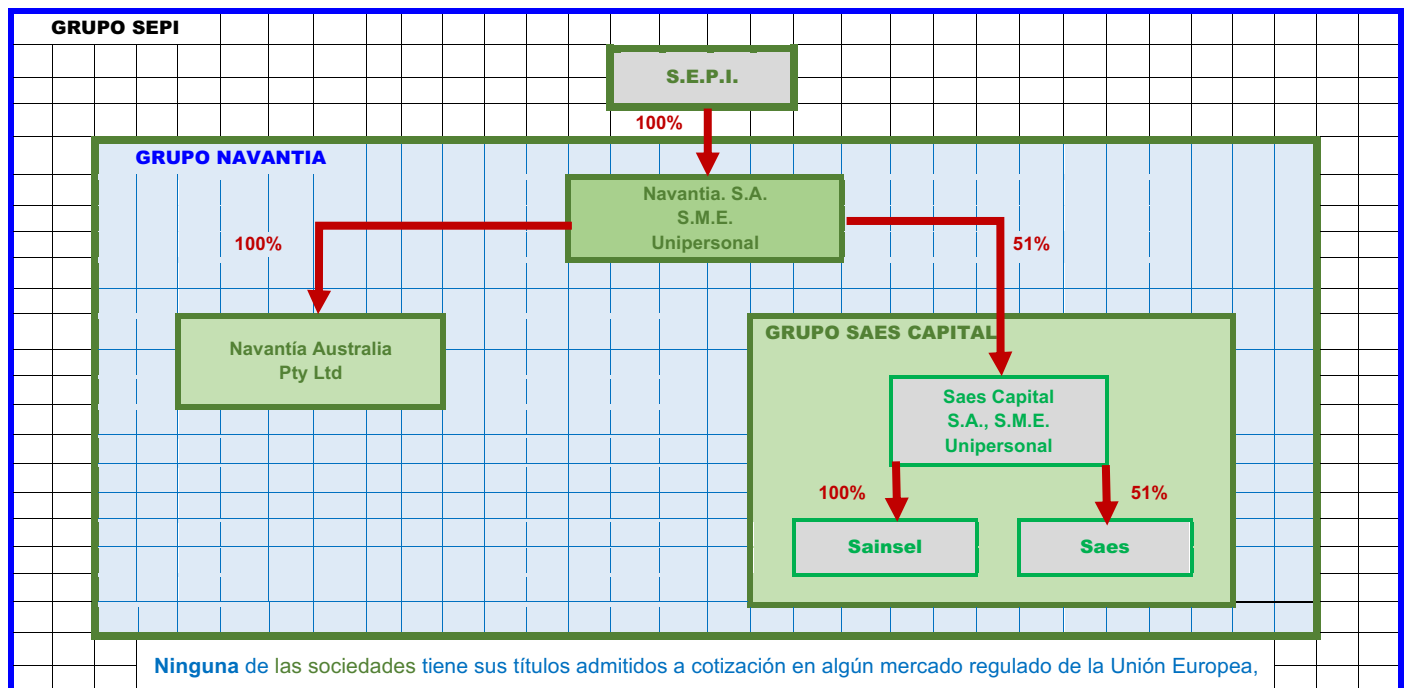 GRUPO SEPI
S.E.P.I.
100%
GRUPO NAVANTIA
Navantia. S.A.
S.M.E.
Unipersonal
100%
51%
Navantía Australia
Pty Ltd
GRUPO SAES CAPITAL
Saes Capital
S.A., S.M.E.
Unipersonal
100%
51%
Sainsel
Saes
Ninguna de las sociedades tiene sus títulos admitidos a cotización en algún mercado regulado de la Unión Europea,